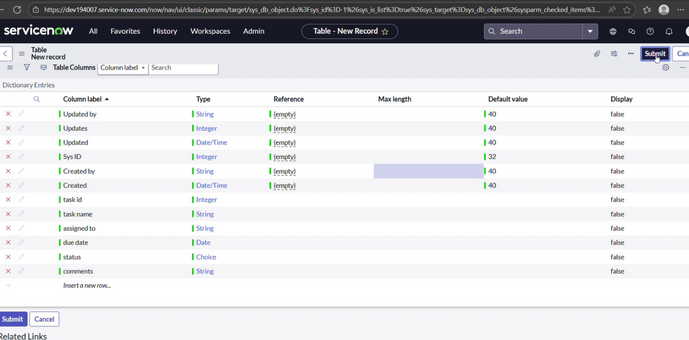 https://dev194007.service-now.com/now/nav/ui/classic/params/target/sys_db_object.do%3Fsys_id%3D-1%26sys_is_list%3Dtrue%26sys_target%3Dsys_db_object%26sysparm_checked_items%3...
servicenow All Favorites History Workspaces Admin Table - New Record Search
Table
New record
Submit Can
Table Columns Column label Search
Dictionary Entries
Column label Type Reference Max length Default value Display
Updated by String (empty) 40 false
Updates Integer (empty) 40 false
Updated Date/Time (empty) 40 false
Sys ID Integer (empty) 32 false
Created by String (empty) 40 false
Created Date/Time (empty) 40 false
task id Integer false
task name String false
assigned to String false
due date Date false
status Choice false
comments String false
Insert a new row...
Submit Cancel
Related Links